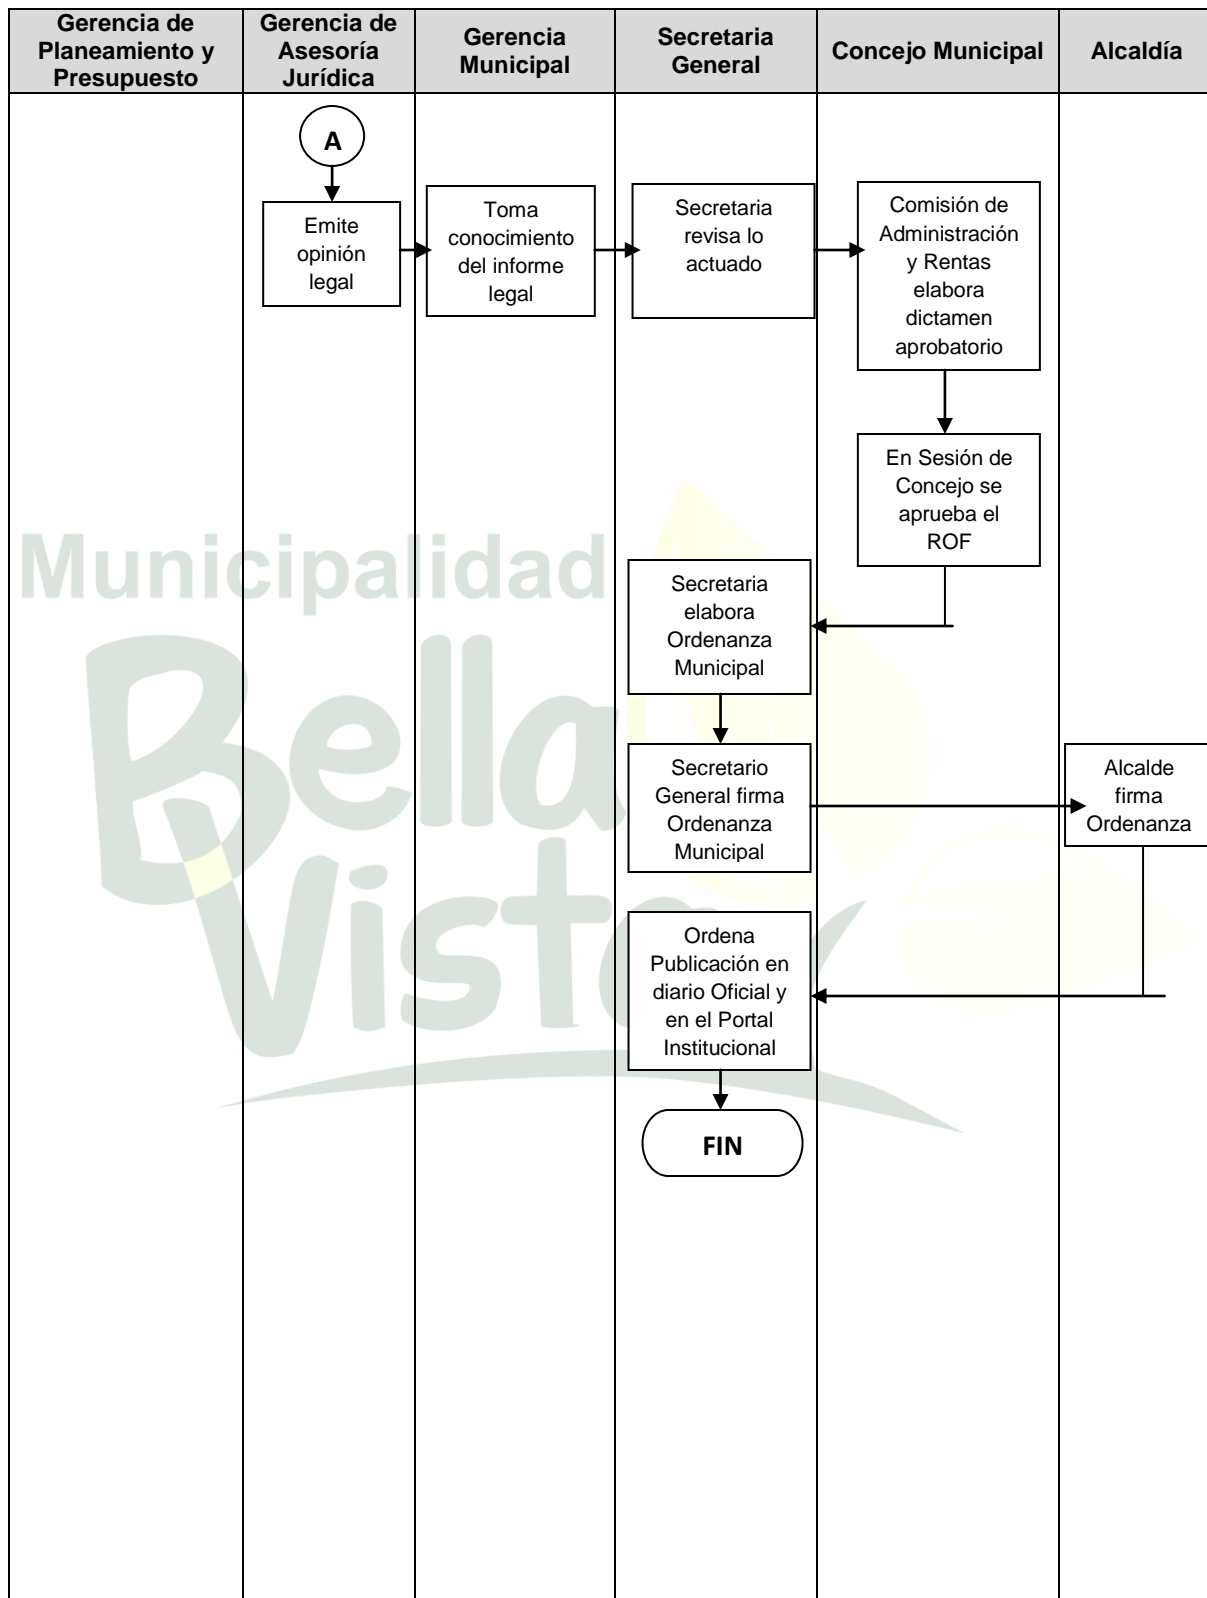 Gerencia de
Planeamiento y
Presupuesto
Gerencia de
Asesoría
Jurídica
Gerencia
Municipal
Secretaria
General
Concejo Municipal
Alcaldía
A
Emite
opinión
legal
Toma
conocimiento
del informe
legal
Secretaria
revisa lo
actuado
Comisión de
Administración
y Rentas
elabora
dictamen
aprobatorio
En Sesión de
Concejo se
aprueba el
ROF
Secretaria
elabora
Ordenanza
Municipal
Secretario
General firma
Ordenanza
Municipal
Alcalde
firma
Ordenanza
Ordena
Publicación en
diario Oficial y
en el Portal
Institucional
FIN
Municipalidad
Bella
Vista